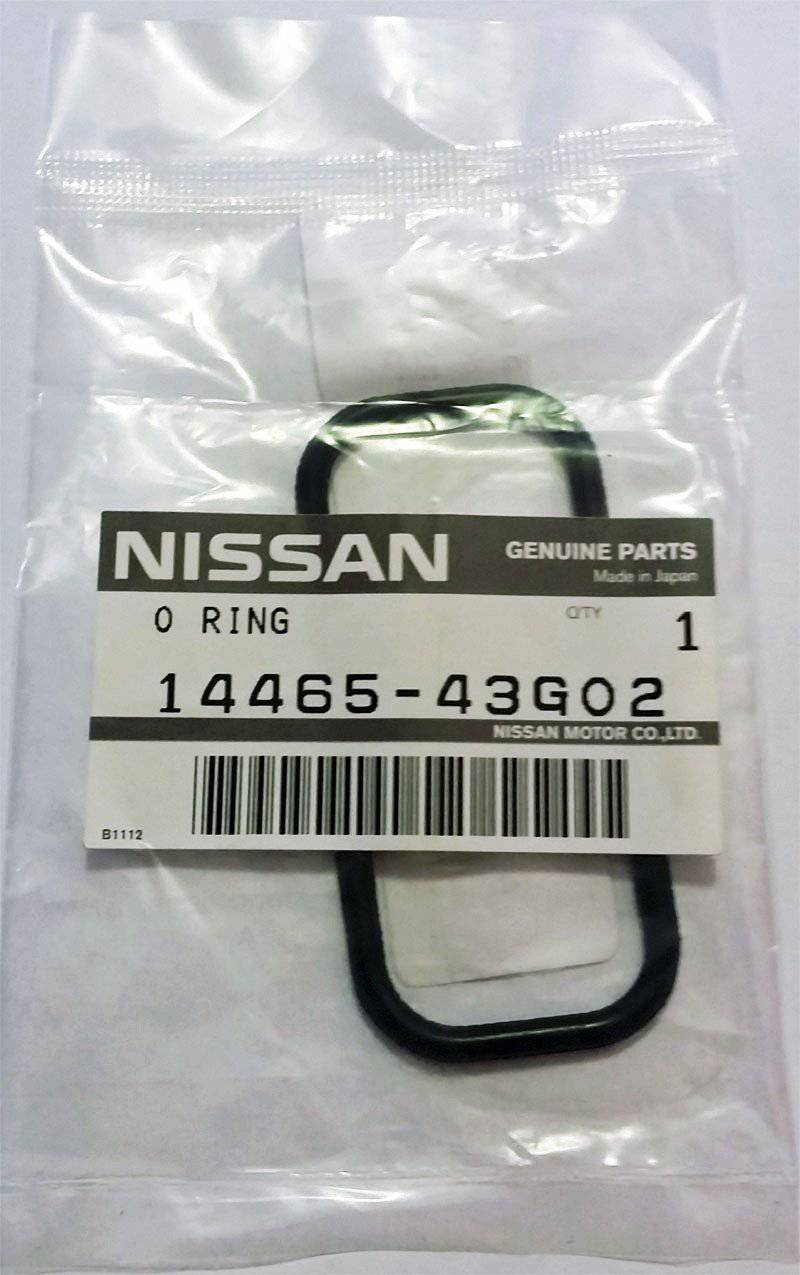 NISSAN GENUINE PARTS
Made in Japan
O RING Q'TY 1
14465-43G02
NISSAN MOTOR CO.,LTD.
B1112